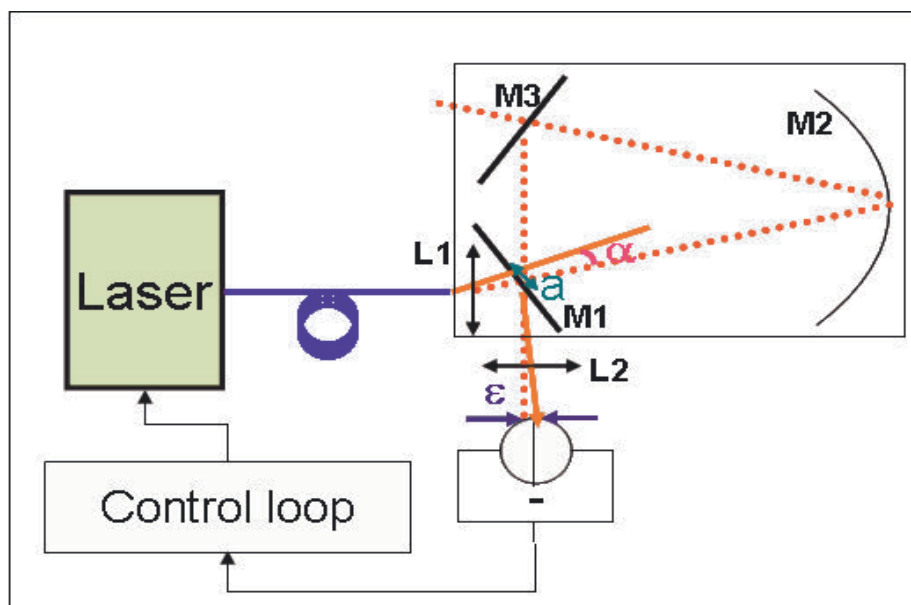 M3
M2
L1
α
Laser
a
M1
L2
ε
-
Control loop